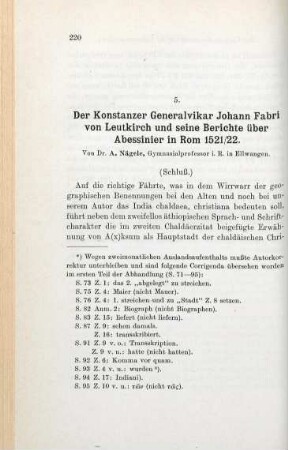 220
5.
Der Konstanzer Generalvikar Johann Fabri
von Leutkirch und seine Berichte über
Abessinier in Rom 1521/22.
Von Dr. A. Nägele, Gymnasialprofessor i. R. in Ellwangen.
(Schluß.)
Auf die richtige Fährte, was in dem Wirrwarr der geo-
graphischen Benennungen bei den Alten und noch bei un-
serem Autor das India chaldaea, christiana bedeuten soll,
führt neben dem zweifellos äthiopischen Sprach- und Schrift-
charakter die im zweiten Chaldäerzitat beigefügte Erwäh-
nung von A(x)ksum als Hauptstadt der chaldäischen Chri-
*) Wegen zweimonatlichen Auslandsaufenthalts mußte Autorkor-
rektur unterbleiben und sind folgende Corrigenda übersehen worden
im ersten Teil der Abhandlung (S. 71—95):
S. 73 Z. 1: das 2. „abgelegt“ zu streichen.
S. 75 Z. 4: Maier (nicht Mazer).
S. 76 Z. 4: 1. streichen und zu „Stadt“ Z. 8 setzen.
S. 82 Anm. 2: Biograph (nicht Biographen).
S. 83 Z. 15: liefert (nicht liefern).
S. 87 Z. 9: schon damals.
Z. 16: transskribiert.
S. 91 Z. 9 v. o.: Transskription.
Z. 9 v. u.: hatte (nicht hatten).
S. 92 Z. 6: Komma vor quam.
S. 93 Z. 4 v. u.: wurden *).
S. 94 Z. 17: Indiani).
S. 95 Z. 10 v. u.: